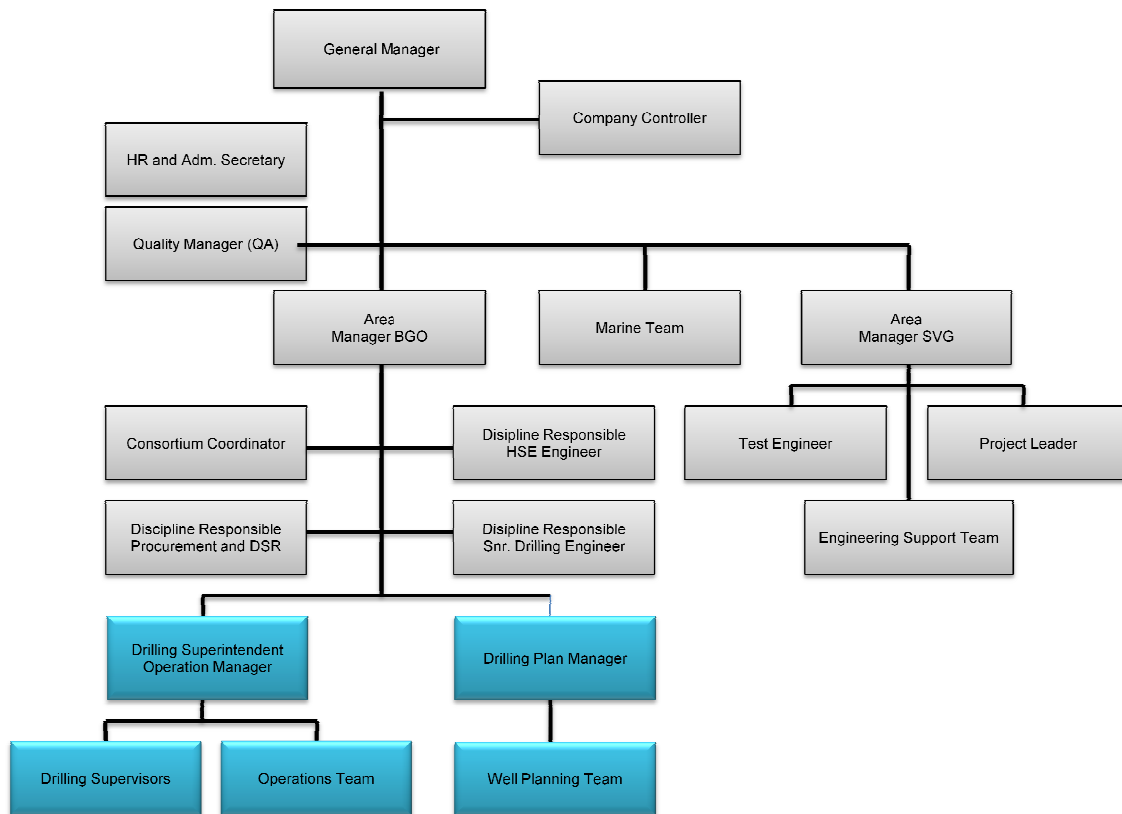 General Manager
Company Controller
HR and Adm. Secretary
Quality Manager (QA)
Area
Manager BGO
Marine Team
Area
Manager SVG
Consortium Coordinator
Disipline Responsible
HSE Engineer
Test Engineer
Project Leader
Discipline Responsible
Procurement and DSR
Disipline Responsible
Snr. Drilling Engineer
Engineering Support Team
Drilling Superintendent
Operation Manager
Drilling Plan Manager
Drilling Supervisors
Operations Team
Well Planning Team